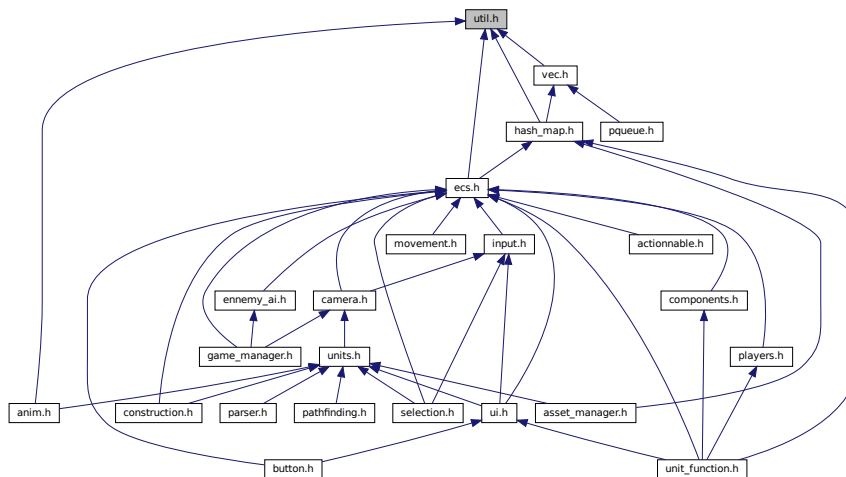 util.h
vec.h
hash_map.h
pqueue.h
ecs.h
movement.h
input.h
actionnable.h
ennemy_ai.h
camera.h
components.h
game_manager.h
units.h
players.h
anim.h
construction.h
parser.h
pathfinding.h
selection.h
ui.h
asset_manager.h
button.h
unit_function.h